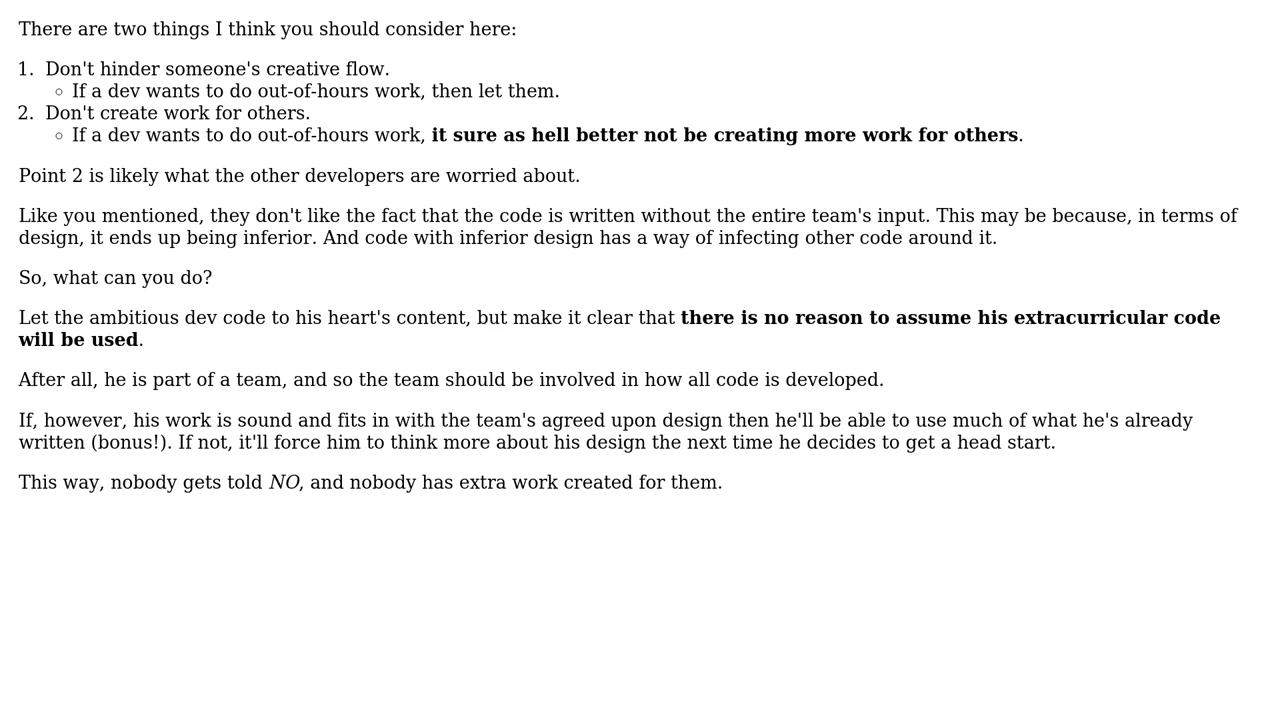 There are two things I think you should consider here:
1. Don't hinder someone's creative flow.
◦ If a dev wants to do out-of-hours work, then let them.
2. Don't create work for others.
◦ If a dev wants to do out-of-hours work, it sure as hell better not be creating more work for others.
Point 2 is likely what the other developers are worried about.
Like you mentioned, they don't like the fact that the code is written without the entire team's input. This may be because, in terms of
design, it ends up being inferior. And code with inferior design has a way of infecting other code around it.
So, what can you do?
Let the ambitious dev code to his heart's content, but make it clear that there is no reason to assume his extracurricular code
will be used.
After all, he is part of a team, and so the team should be involved in how all code is developed.
If, however, his work is sound and fits in with the team's agreed upon design then he'll be able to use much of what he's already
written (bonus!). If not, it'll force him to think more about his design the next time he decides to get a head start.
This way, nobody gets told NO, and nobody has extra work created for them.